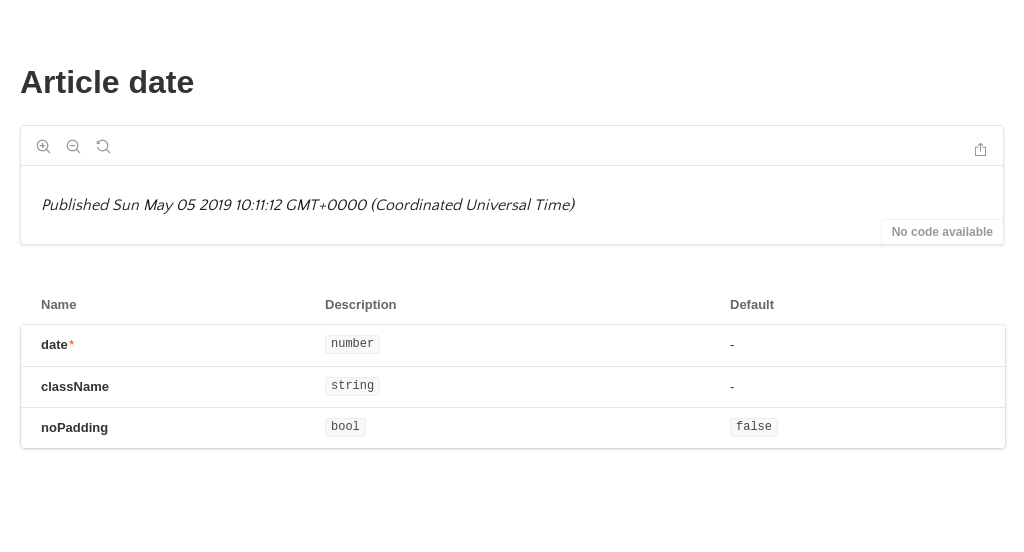 Article date
Published Sun May 05 2019 10:11:12 GMT+0000 (Coordinated Universal Time)
No code available
Name Description Default
date* number -
className string -
noPadding bool false